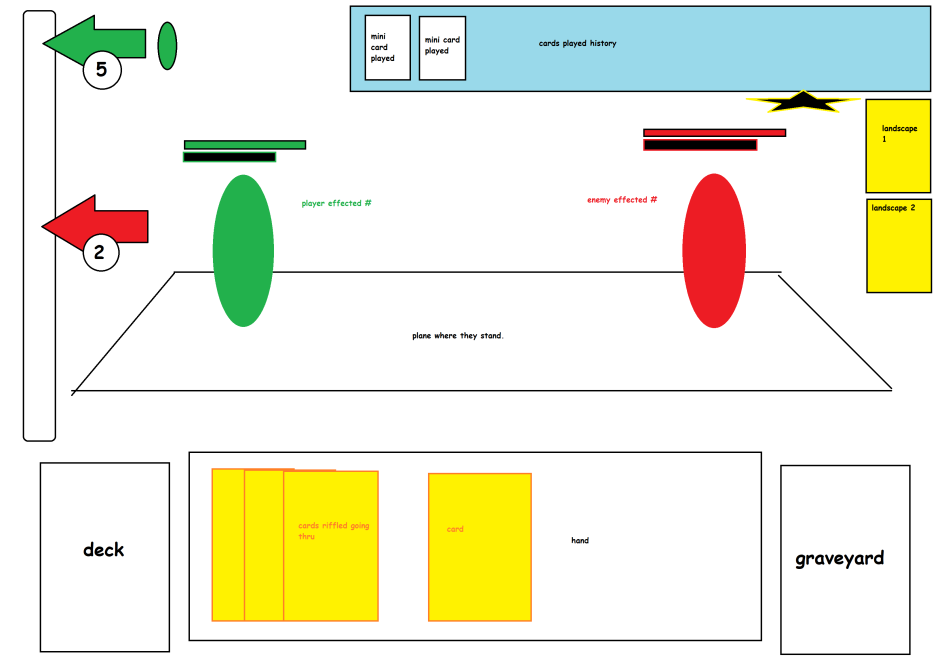 5
mini
card
played
mini card
played
cards played history
landscape
1
landscape 2
player effected #
enemy effected #
2
plane where they stand.
deck
cards riffled going
thru
card
hand
graveyard